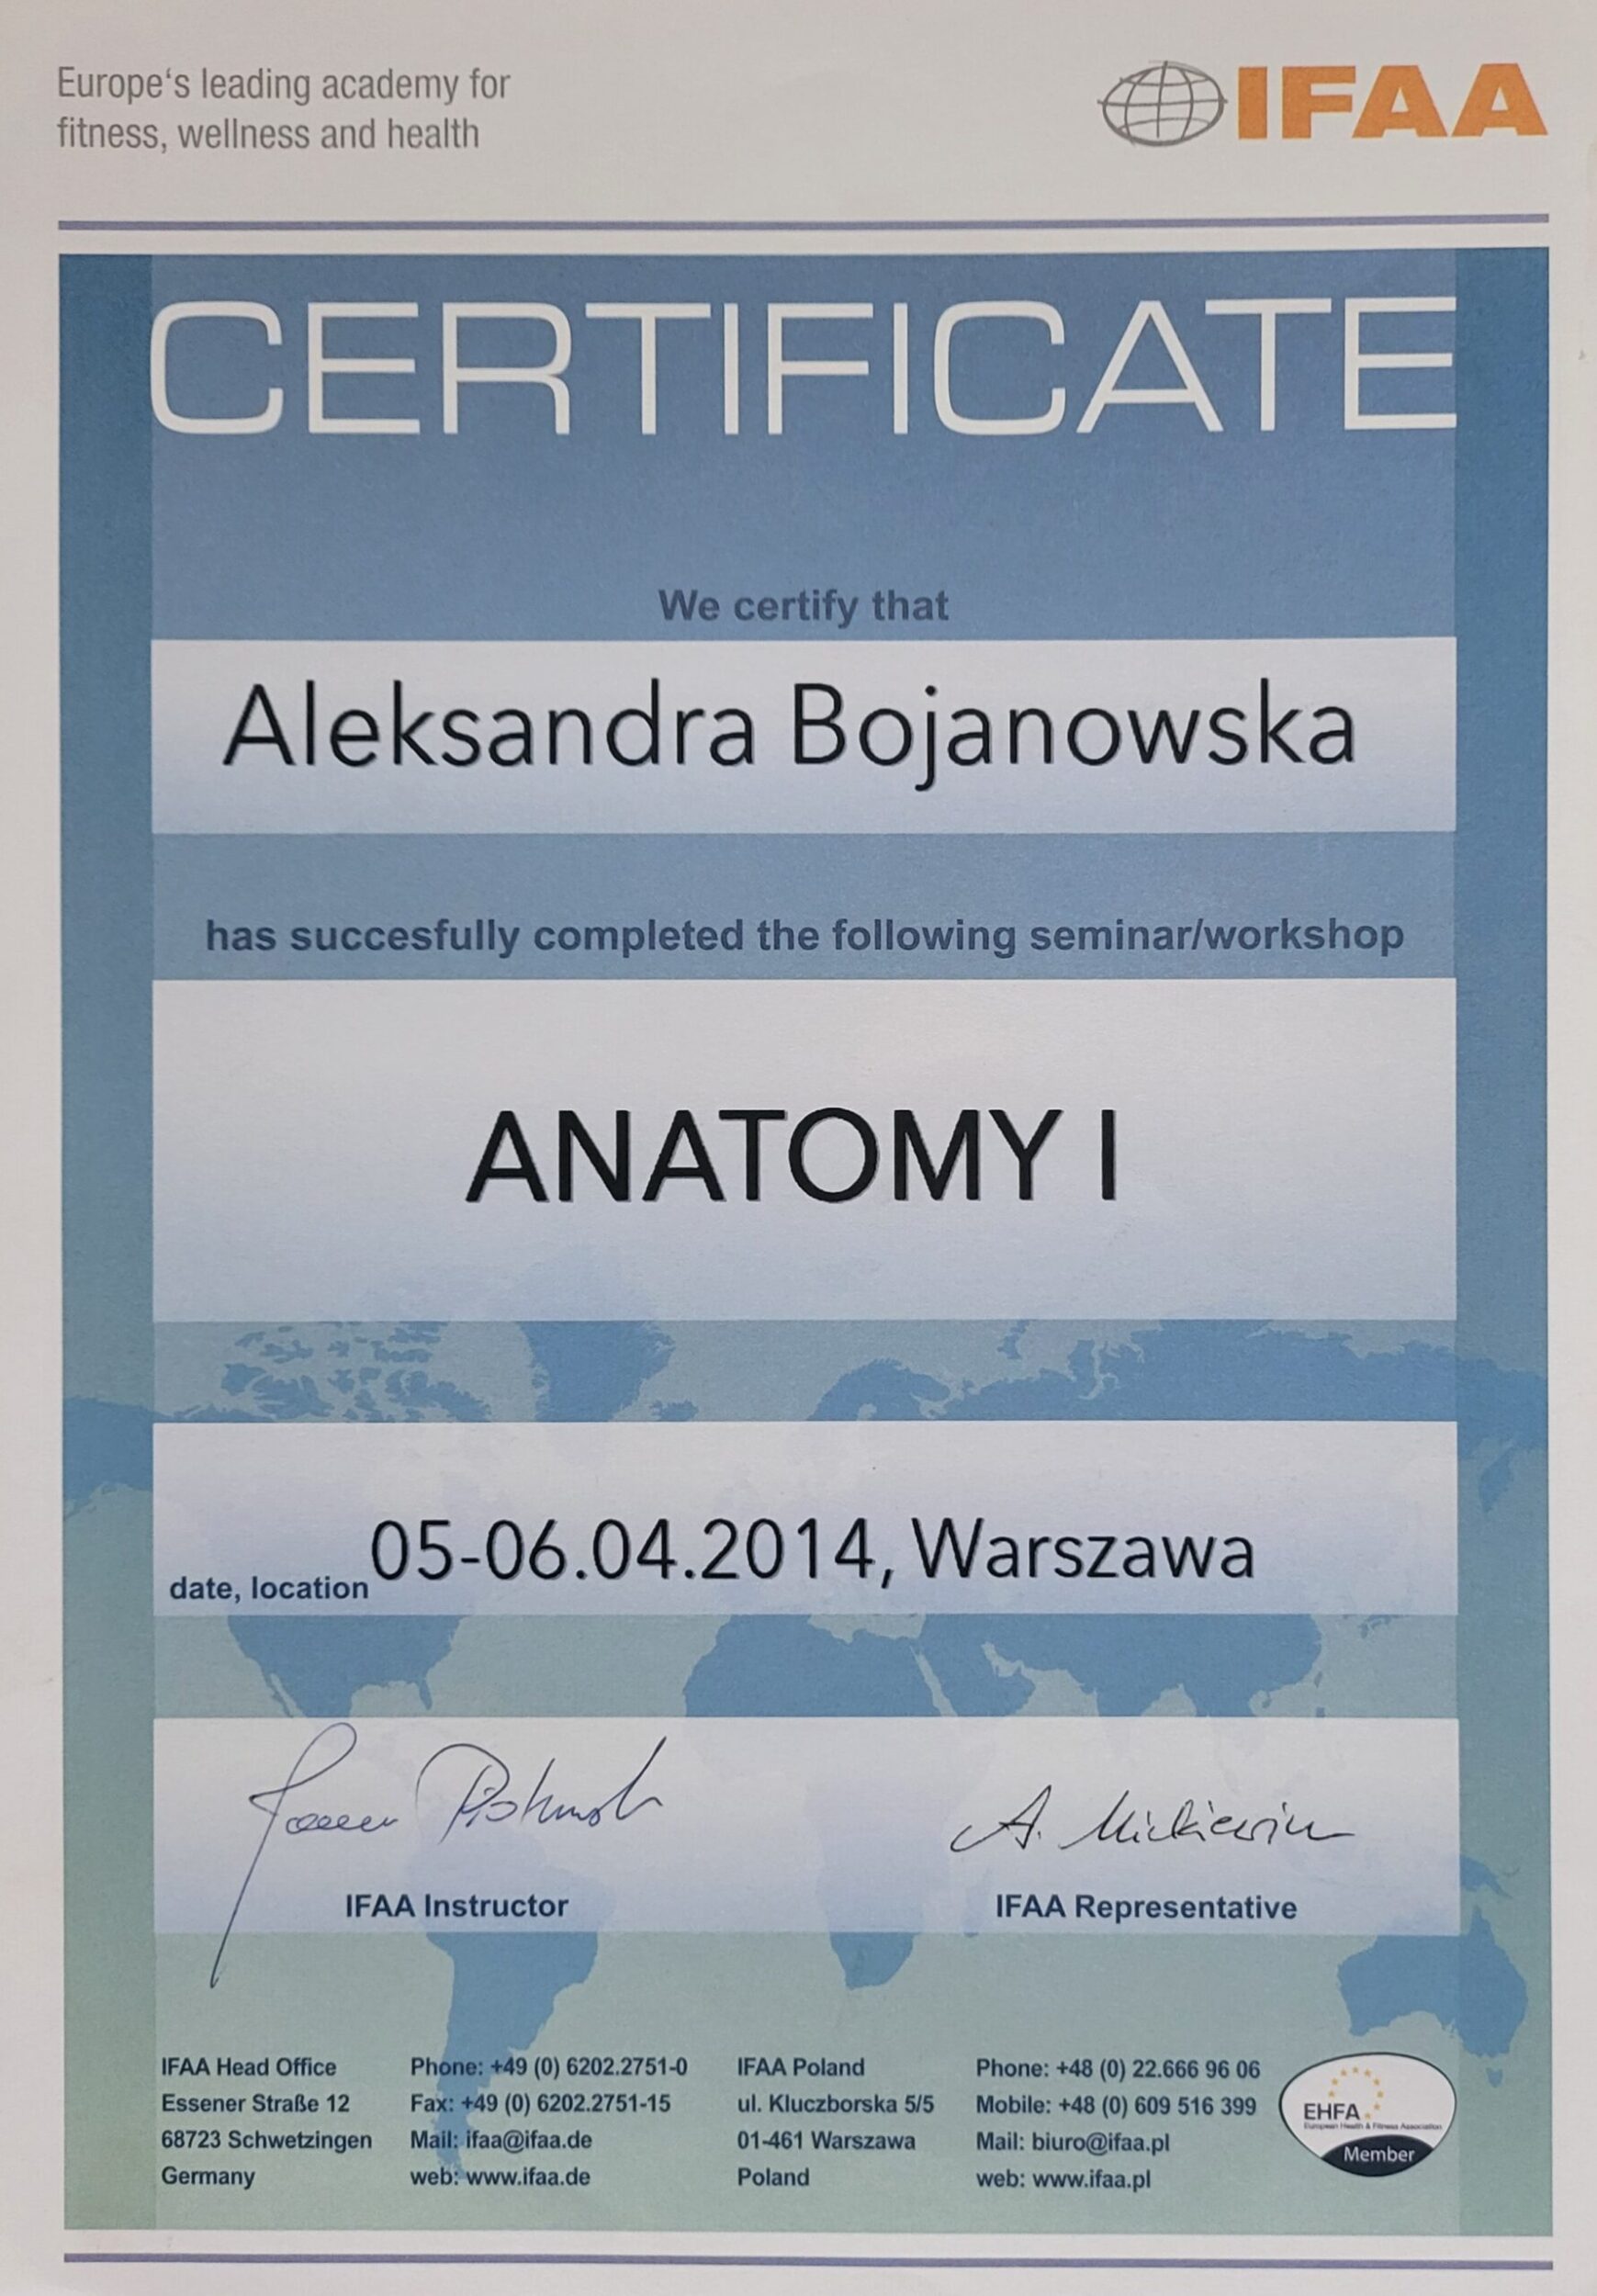 Europe‘s leading academy for
fitness, wellness and health
IFAA
CERTIFICATE
We certify that
Aleksandra Bojanowska
has succesfully completed the following seminar/workshop
ANATOMY I
date, location 05-06.04.2014, Warszawa
A. Mickiewicz
IFAA Instructor
IFAA Representative
IFAA Head Office
Essener Straße 12
68723 Schwetzingen
Germany
Phone: +49 (0) 6202.2751-0
Fax: +49 (0) 6202.2751-15
Mail: ifaa@ifaa.de
web: www.ifaa.de
IFAA Poland
ul. Kluczborska 5/5
01-461 Warszawa
Poland
Phone: +48 (0) 22.666 96 06
Mobile: +48 (0) 609 516 399
Mail: biuro@ifaa.pl
web: www.ifaa.pl
EHFA
European Health & Fitness Association
Member